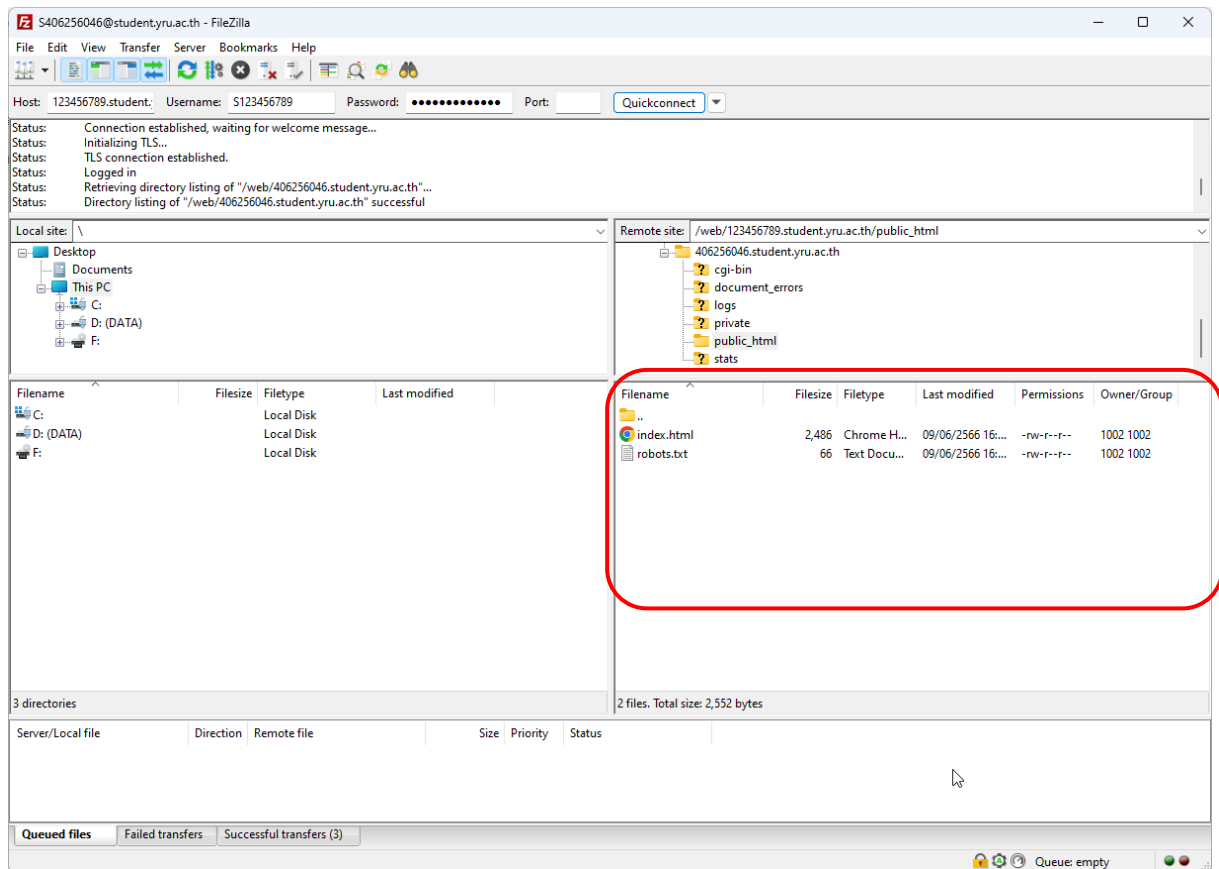 S406256046@student.yru.ac.th - FileZilla
File Edit View Transfer Server Bookmarks Help
Host: 123456789.student. Username: S123456789 Password: ●●●●●●●●●●●●● Port: Quickconnect
Status: Connection established, waiting for welcome message...
Status: Initializing TLS...
Status: TLS connection established.
Status: Logged in
Status: Retrieving directory listing of "/web/406256046.student.yru.ac.th"...
Status: Directory listing of "/web/406256046.student.yru.ac.th" successful
Local site: \
Desktop
Documents
This PC
C:
D: (DATA)
F:
Remote site: /web/123456789.student.yru.ac.th/public_html
406256046.student.yru.ac.th
cgi-bin
document_errors
logs
private
public_html
stats
Filename Filesize Filetype Last modified
C: Local Disk
D: (DATA) Local Disk
F: Local Disk
3 directories
Filename Filesize Filetype Last modified Permissions Owner/Group
..
index.html 2,486 Chrome H... 09/06/2566 16:... -rw-r--r-- 1002 1002
robots.txt 66 Text Docu... 09/06/2566 16:... -rw-r--r-- 1002 1002
2 files. Total size: 2,552 bytes
Server/Local file Direction Remote file Size Priority Status
Queued files Failed transfers Successful transfers (3)
Queue: empty